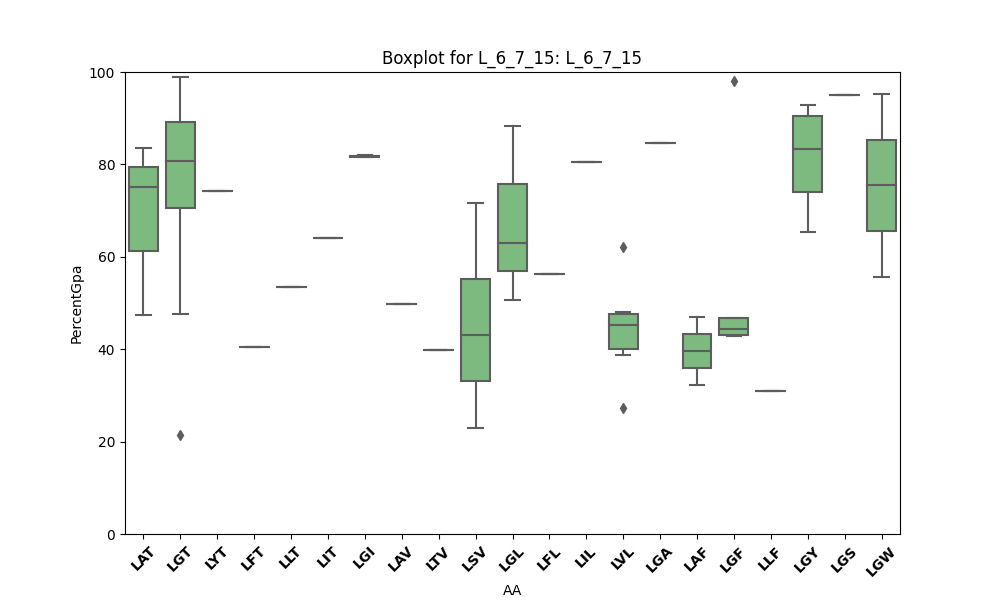 Boxplot for L_6_7_15: L_6_7_15
100
80
60
40
20
0
PercentGpa
LAT LGT LYT LFT LLT LIT LGI LAV LTV LSV LGL LFL LIL LVL LGA LAF LGF LLF LGY LGS LGW
AA